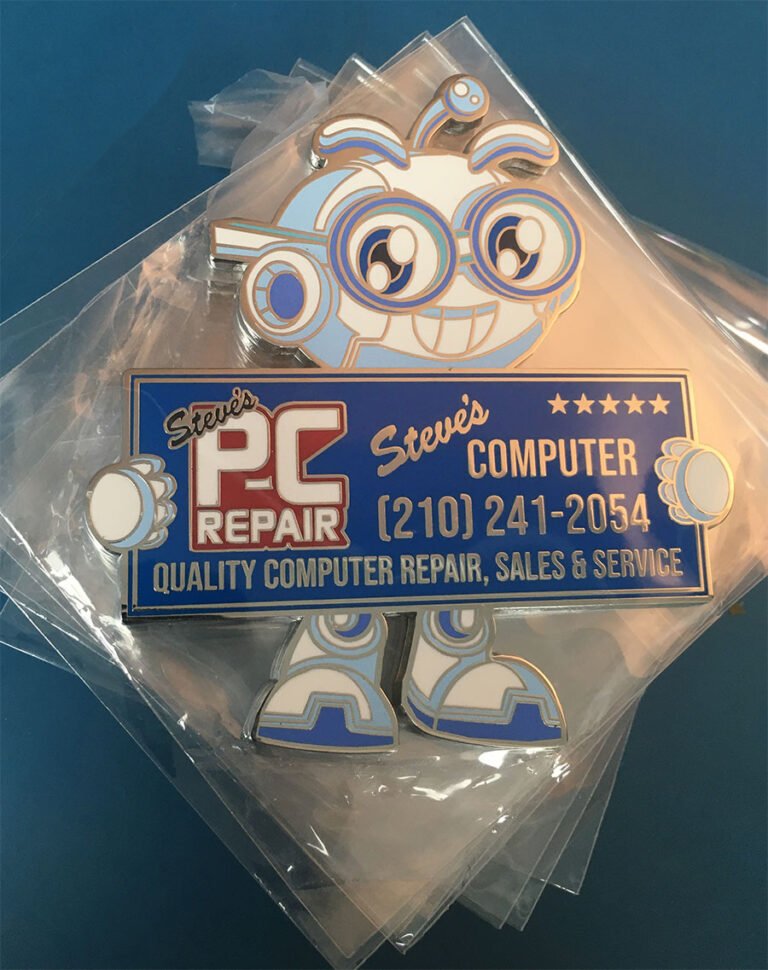 Steve's
P-C
REPAIR
Steve's
COMPUTER
(210) 241-2054
QUALITY COMPUTER REPAIR, SALES & SERVICE